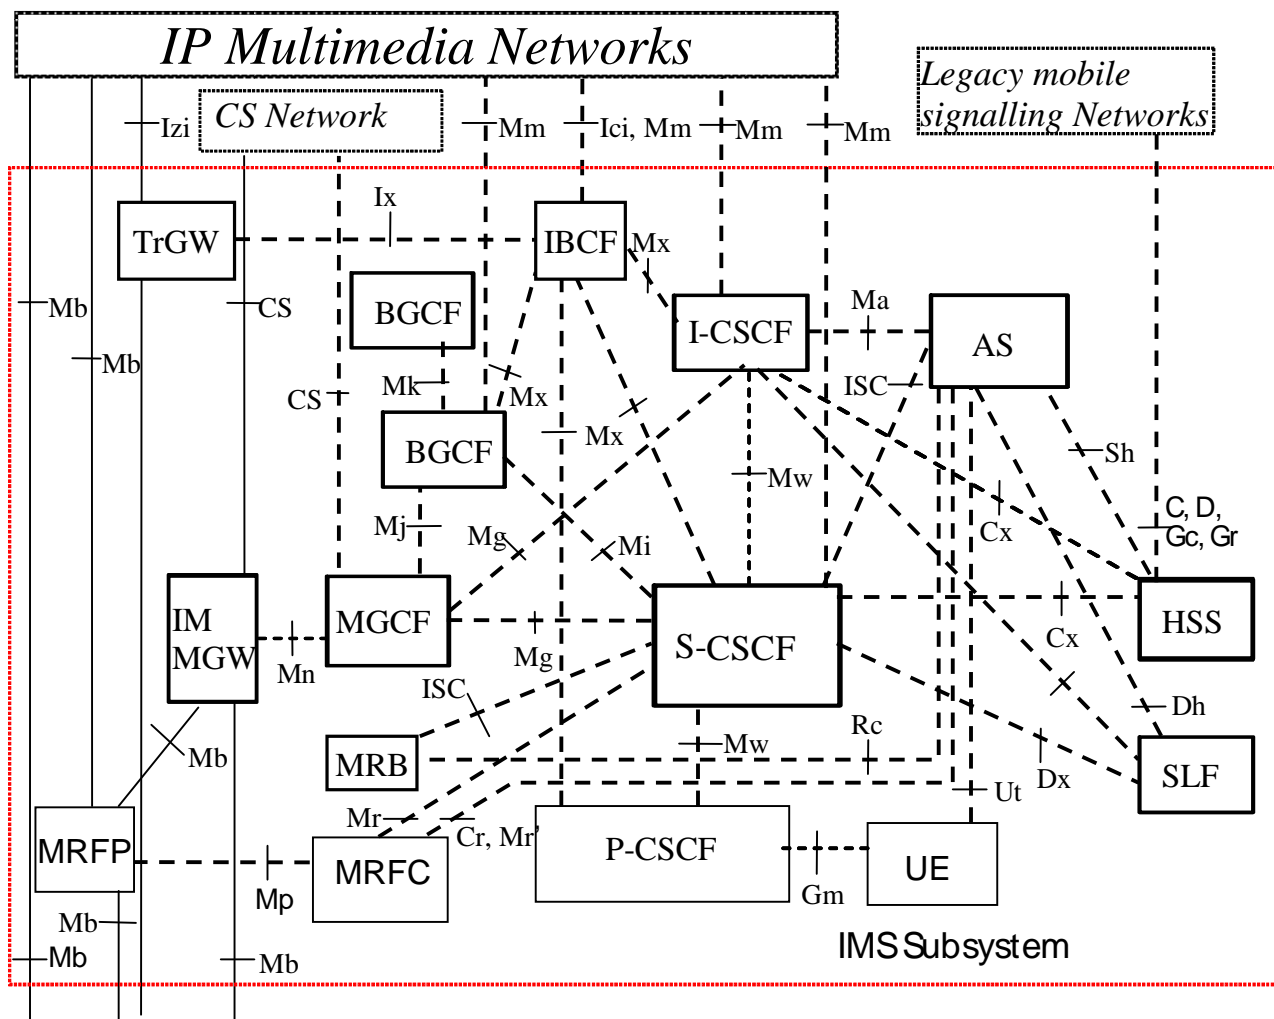 IP Multimedia Networks
Legacy mobile
signalling Networks
CS Network
Izi
Mm
Ici, Mm
Mm
Mm
Ix
TrGW
IBCF
Mx
Mb
CS
BGCF
I-CSCF
Ma
AS
Mb
Mk
CS
Mx
ISC
BGCF
Mx
Mw
Sh
Mj
Mg
Mi
Cx
C, D,
Gc, Gr
IM
MGW
Mn
MGCF
Mg
S-CSCF
Cx
HSS
ISC
Mb
MRB
Mw
Rc
Dh
Dx
SLF
Ut
Mr
Cr, Mr'
MRFP
Mp
MRFC
P-CSCF
Gm
UE
Mb
Mb
Mb
IMS Subsystem